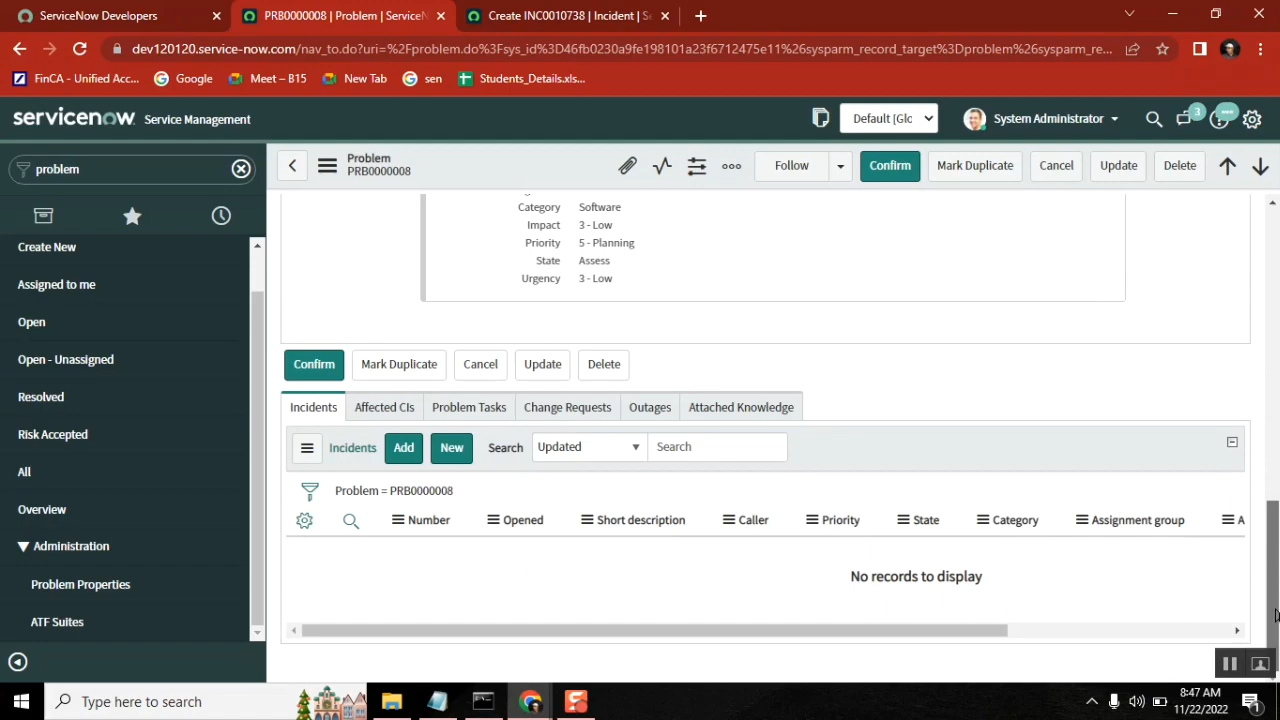 ServiceNow Developers
PRB0000008 | Problem | ServiceN
Create INC0010738 | Incident | Se
dev120120.service-now.com/nav_to.do?uri=%2Fproblem.do%3Fsys_id%3D46fb0230a9fe198101a23f6712475e11%26sysparm_record_target%3Dproblem%26sysparm_re...
FinCA - Unified Acc...
Google
Meet – B15
New Tab
sen
Students_Details.xls...
servicenow Service Management
Default [Glo
System Administrator
3
problem
Problem
PRB0000008
Follow
Confirm
Mark Duplicate
Cancel
Update
Delete
Create New
Assigned to me
Open
Open - Unassigned
Resolved
Risk Accepted
All
Overview
Administration
Problem Properties
ATF Suites
Category Software
Impact 3 - Low
Priority 5 - Planning
State Assess
Urgency 3 - Low
Confirm
Mark Duplicate
Cancel
Update
Delete
Incidents
Affected CIs
Problem Tasks
Change Requests
Outages
Attached Knowledge
Incidents
Add
New
Search
Updated
Search
Problem = PRB0000008
Number
Opened
Short description
Caller
Priority
State
Category
Assignment group
A
No records to display
Type here to search
8:47 AM
11/22/2022
1